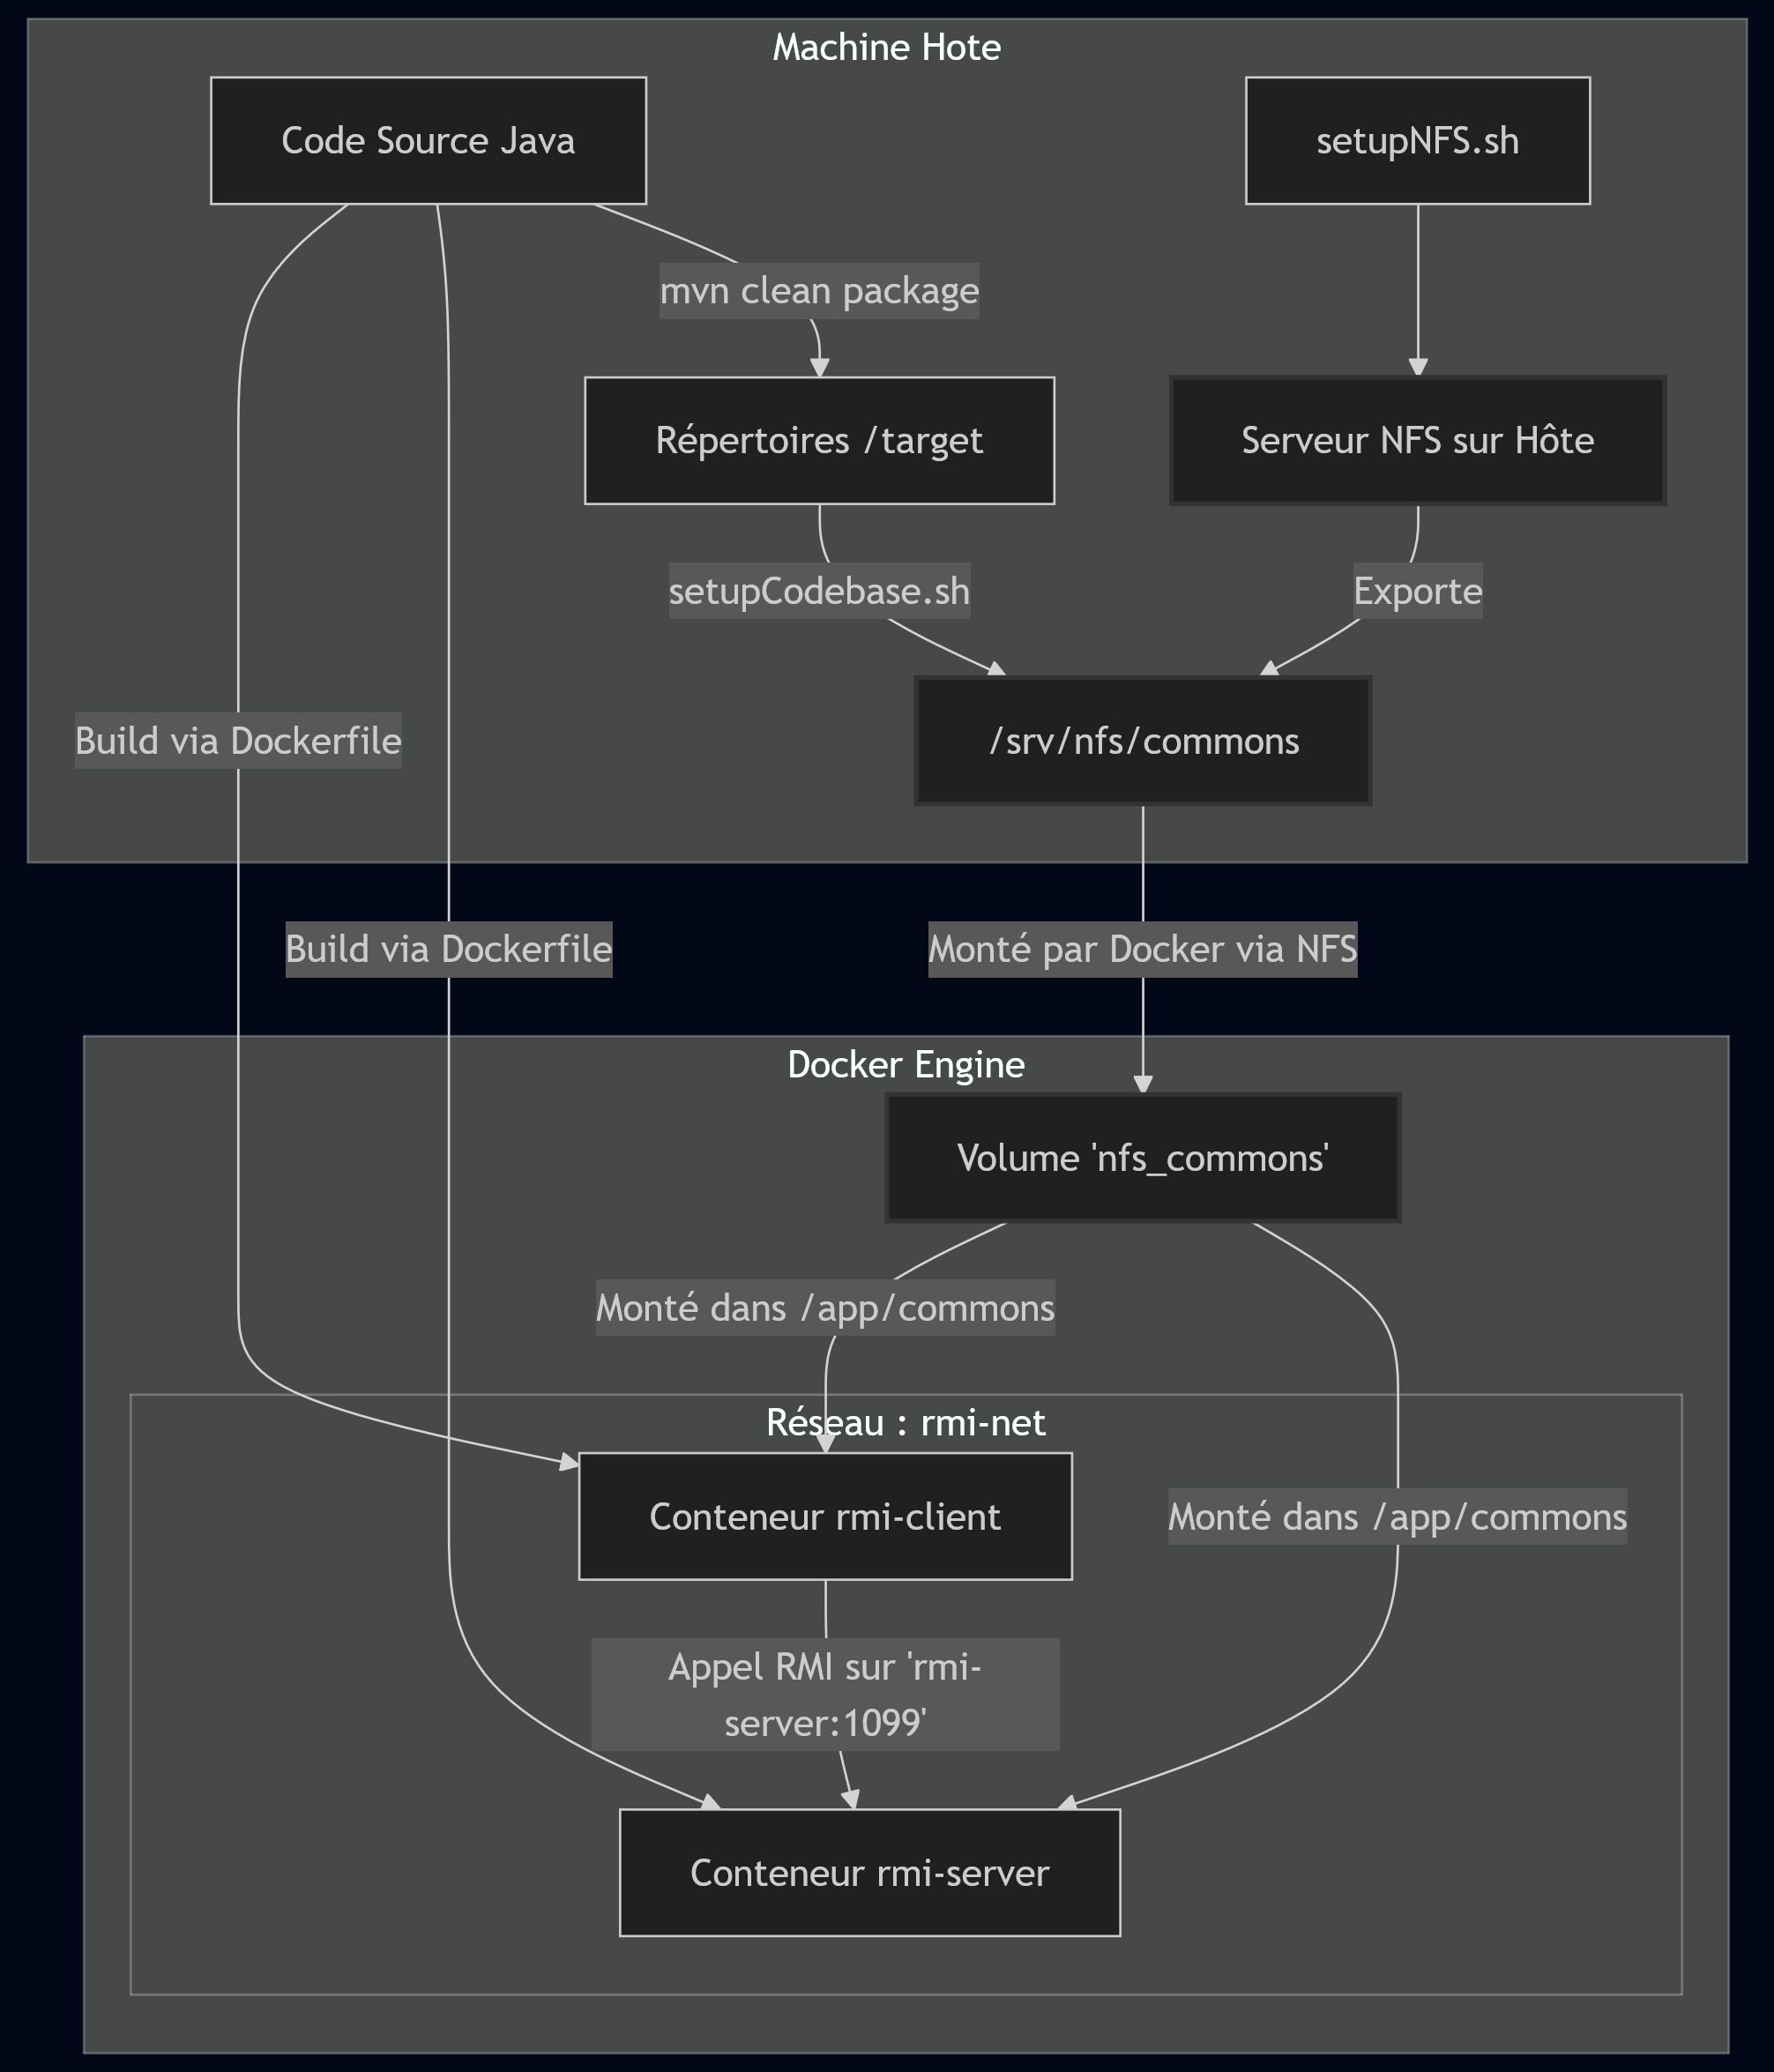 Machine Hote
Code Source Java
setupNFS.sh
mvn clean package
Répertoires /target
Serveur NFS sur Hôte
setupCodebase.sh
Exporte
Build via Dockerfile
/srv/nfs/commons
Build via Dockerfile
Monté par Docker via NFS
Docker Engine
Volume 'nfs_commons'
Monté dans /app/commons
Réseau : rmi-net
Conteneur rmi-client
Monté dans /app/commons
Appel RMI sur 'rmi-
server:1099'
Conteneur rmi-server